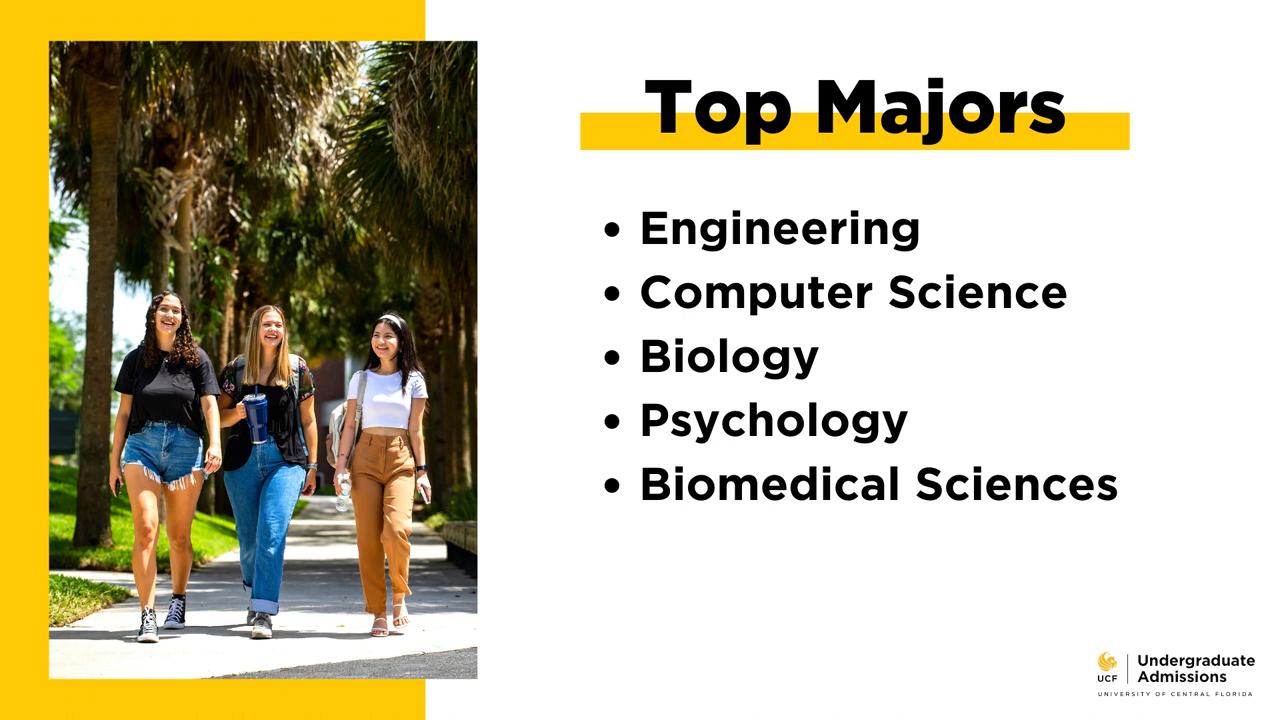 Top Majors
• Engineering
• Computer Science
• Biology
• Psychology
• Biomedical Sciences
UCF
Undergraduate
Admissions
UNIVERSITY OF CENTRAL FLORIDA